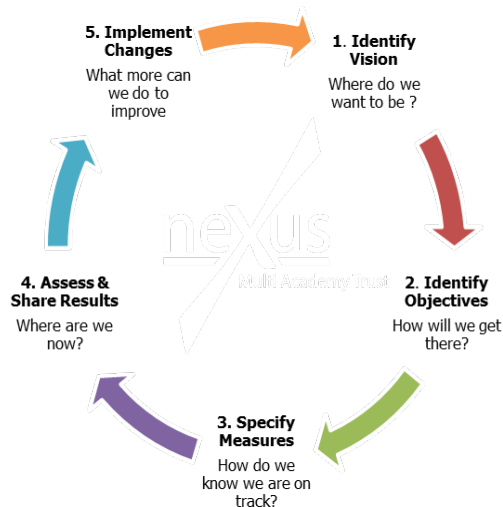 5. Implement
Changes
What more can
we do to
improve
1. Identify
Vision
Where do we
want to be ?
nexus
Multi Academy Trust
4. Assess &
Share Results
Where are we
now?
2. Identify
Objectives
How will we get
there?
3. Specify
Measures
How do we
know we are on
track?